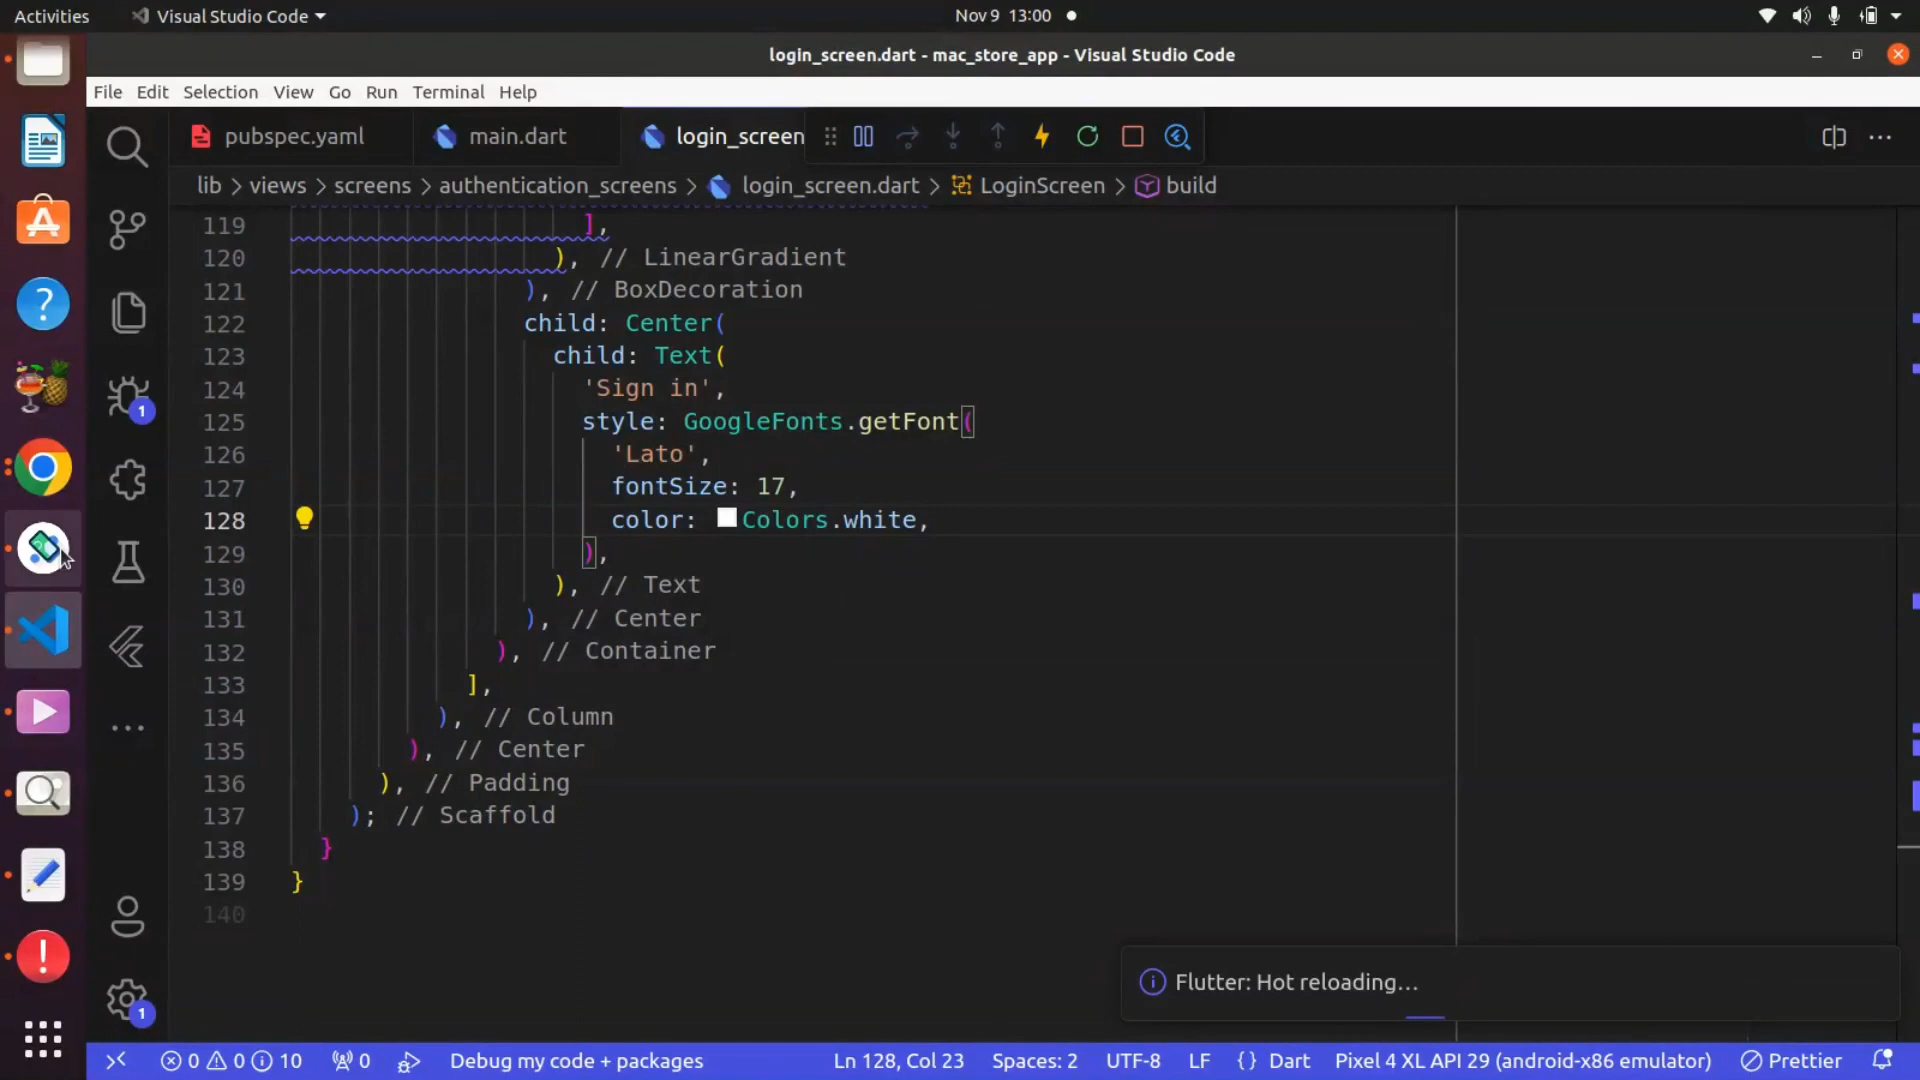 Activities
Visual Studio Code
Nov 9 13:00
login_screen.dart - mac_store_app - Visual Studio Code
File Edit Selection View Go Run Terminal Help
pubspec.yaml
main.dart
login_screen
lib > views > screens > authentication_screens > login_screen.dart > LoginScreen > build
119 ],
120 ), // LinearGradient
121 ), // BoxDecoration
122 child: Center(
123 child: Text(
124 'Sign in',
125 style: GoogleFonts.getFont(
126 'Lato',
127 fontSize: 17,
128 color: Colors.white,
129 ),
130 ), // Text
131 ), // Center
132 ), // Container
133 ],
134 ), // Column
135 ), // Center
136 ), // Padding
137 ); // Scaffold
138 }
139 }
140
1
1
Flutter: Hot reloading...
0 0 10 0 Debug my code + packages Ln 128, Col 23 Spaces: 2 UTF-8 LF {} Dart Pixel 4 XL API 29 (android-x86 emulator) Prettier